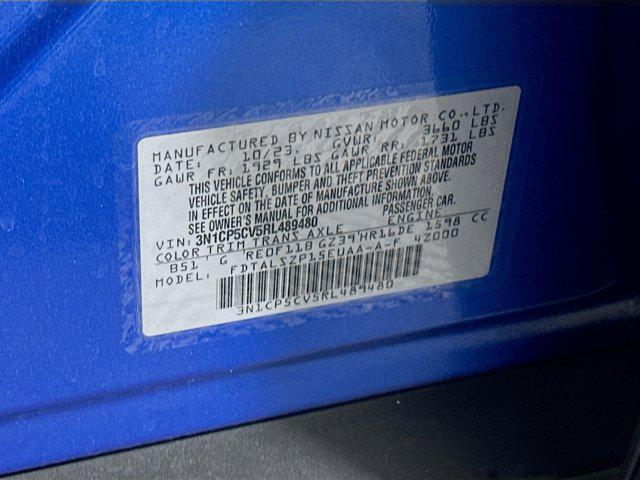 MANUFACTURED BY NISSAN MOTOR CO., LTD.
DATE: 10/23. GVWR: 3660 LBS
GAWR FR: 1929 LBS GAWR RR: 1731 LBS
THIS VEHICLE CONFORMS TO ALL APPLICABLE FEDERAL MOTOR
VEHICLE SAFETY, BUMPER AND THEFT PREVENTION STANDARDS
IN EFFECT ON THE DATE OF MANUFACTURE SHOWN ABOVE.
SEE OWNER'S MANUAL FOR ADDITIONAL INFORMATION.
VIN: 3N1CP5CV5RL489480 PASSENGER CAR.
COLOR TRIM TRANS AXLE ENGINE
B51 G RE0F11B GZ39 HR16DE 1598 CC
MODEL: FDTALSZP15EUAA-A-F 42000
3N1CP5CV5RL489480